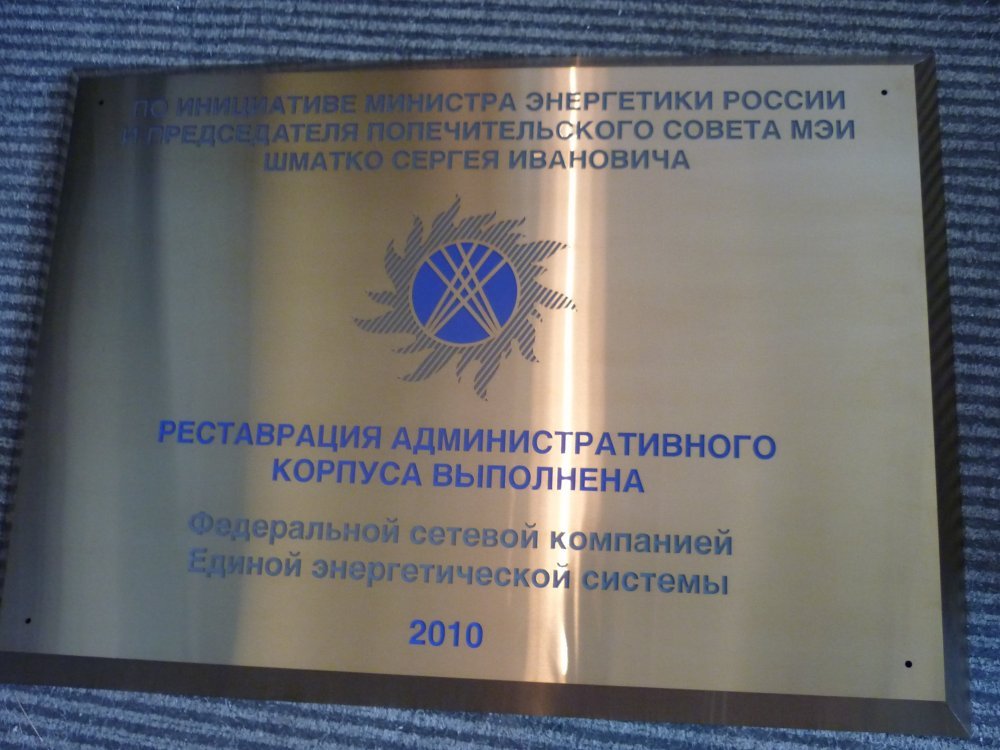 ПО ИНИЦИАТИВЕ МИНИСТРА ЭНЕРГЕТИКИ РОССИИ
И ПРЕДСЕДАТЕЛЯ ПОПЕЧИТЕЛЬСКОГО СОВЕТА МЭИ
ШМАТКО СЕРГЕЯ ИВАНОВИЧА
РЕСТАВРАЦИЯ АДМИНИСТРАТИВНОГО
КОРПУСА ВЫПОЛНЕНА
Федеральной сетевой компанией
Единой энергетической системы
2010